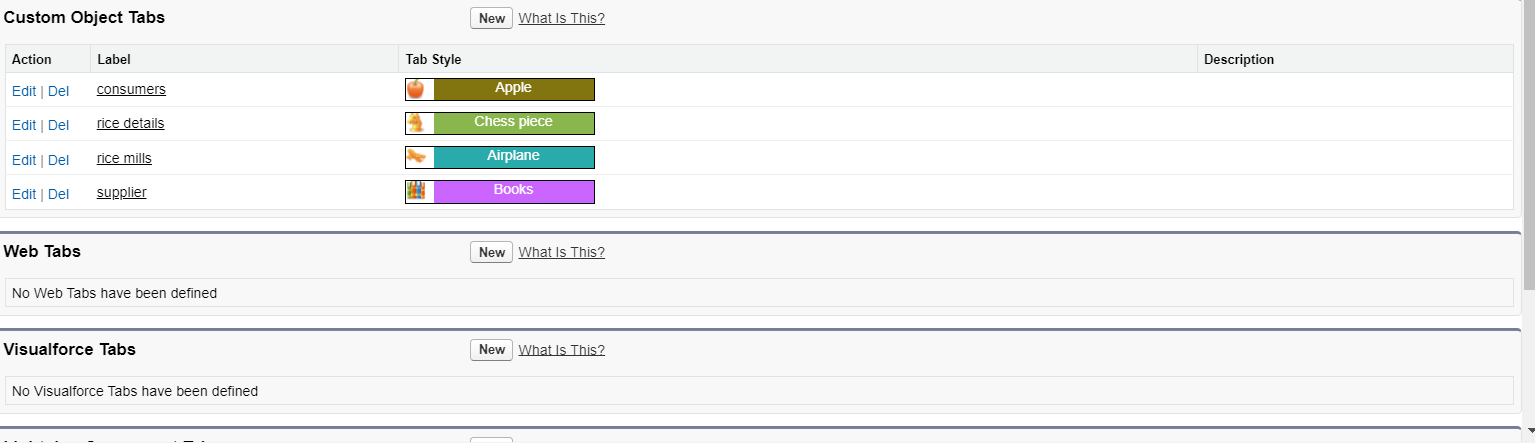 Custom Object Tabs New What Is This?
Action Label Tab Style Description
Edit | Del consumers Apple
Edit | Del rice details Chess piece
Edit | Del rice mills Airplane
Edit | Del supplier Books
Web Tabs New What Is This?
No Web Tabs have been defined
Visualforce Tabs New What Is This?
No Visualforce Tabs have been defined